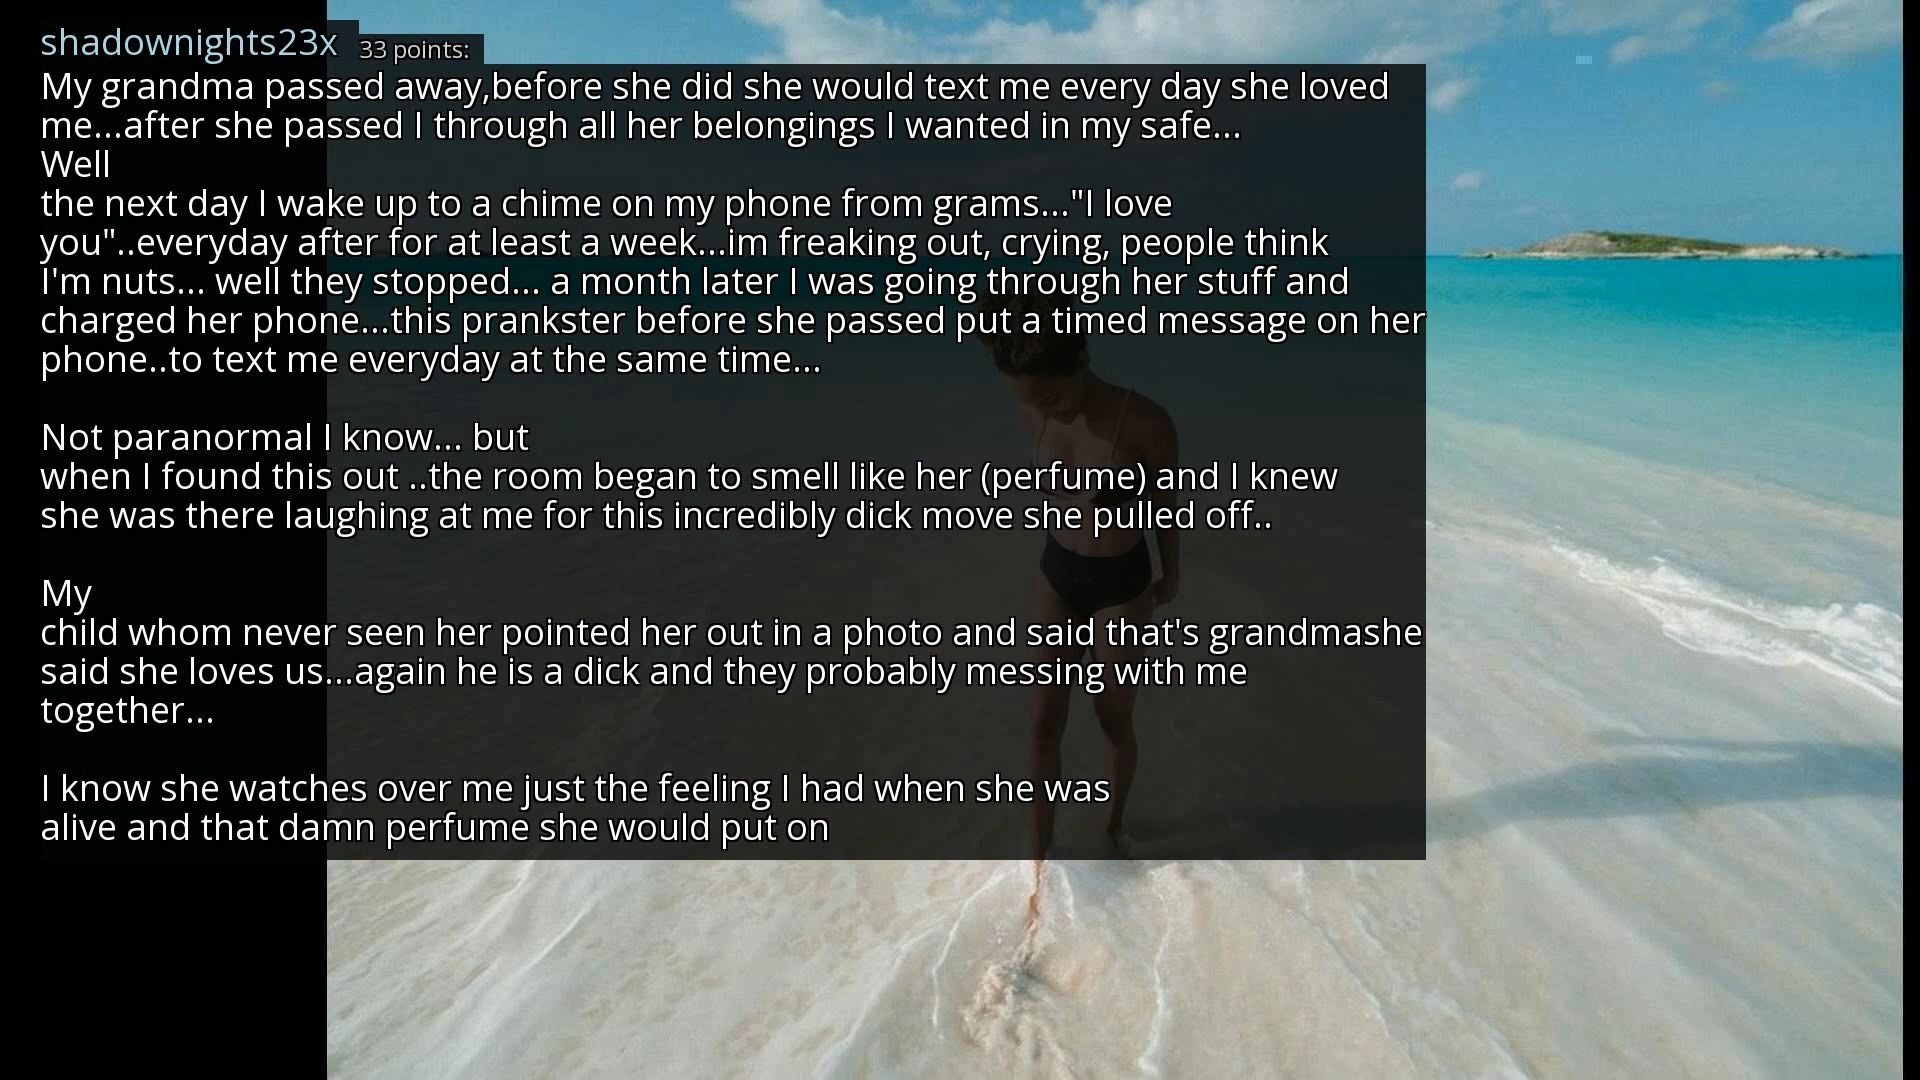 shadownights23x 33 points:
My grandma passed away,before she did she would text me every day she loved
me...after she passed I through all her belongings I wanted in my safe...
Well
the next day I wake up to a chime on my phone from grams..."I love
you"..everyday after for at least a week...im freaking out, crying, people think
I'm nuts... well they stopped... a month later I was going through her stuff and
charged her phone...this prankster before she passed put a timed message on her
phone..to text me everyday at the same time...
Not paranormal I know... but
when I found this out ..the room began to smell like her (perfume) and I knew
she was there laughing at me for this incredibly dick move she pulled off..
My
child whom never seen her pointed her out in a photo and said that's grandmashe
said she loves us...again he is a dick and they probably messing with me
together...
I know she watches over me just the feeling I had when she was
alive and that damn perfume she would put on